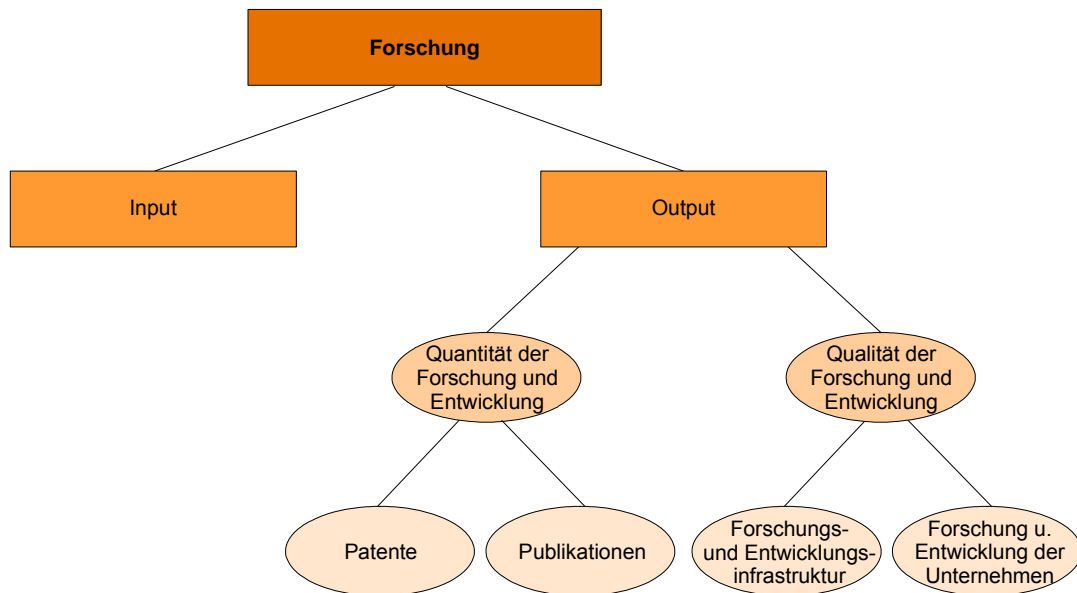 Forschung
Input
Output
Quantität der
Forschung und
Entwicklung
Qualität der
Forschung und
Entwicklung
Patente
Publikationen
Forschungs-
und Entwicklungs-
infrastruktur
Forschung u.
Entwicklung der
Unternehmen